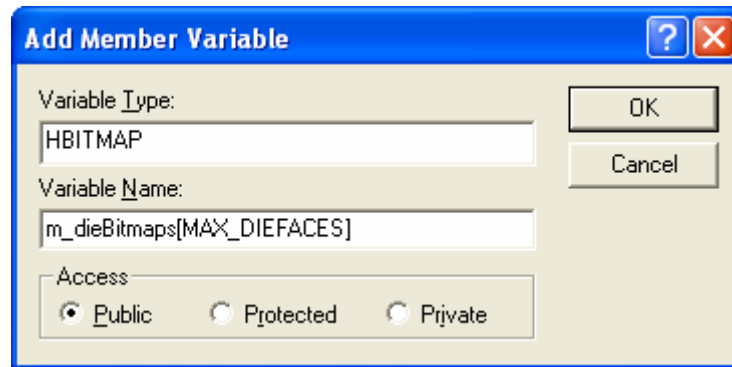 Add Member Variable
Variable Type:
OK
HBITMAP
Cancel
Variable Name:
m_dieBitmaps[MAX_DIEFACES]
Access
Public Protected Private